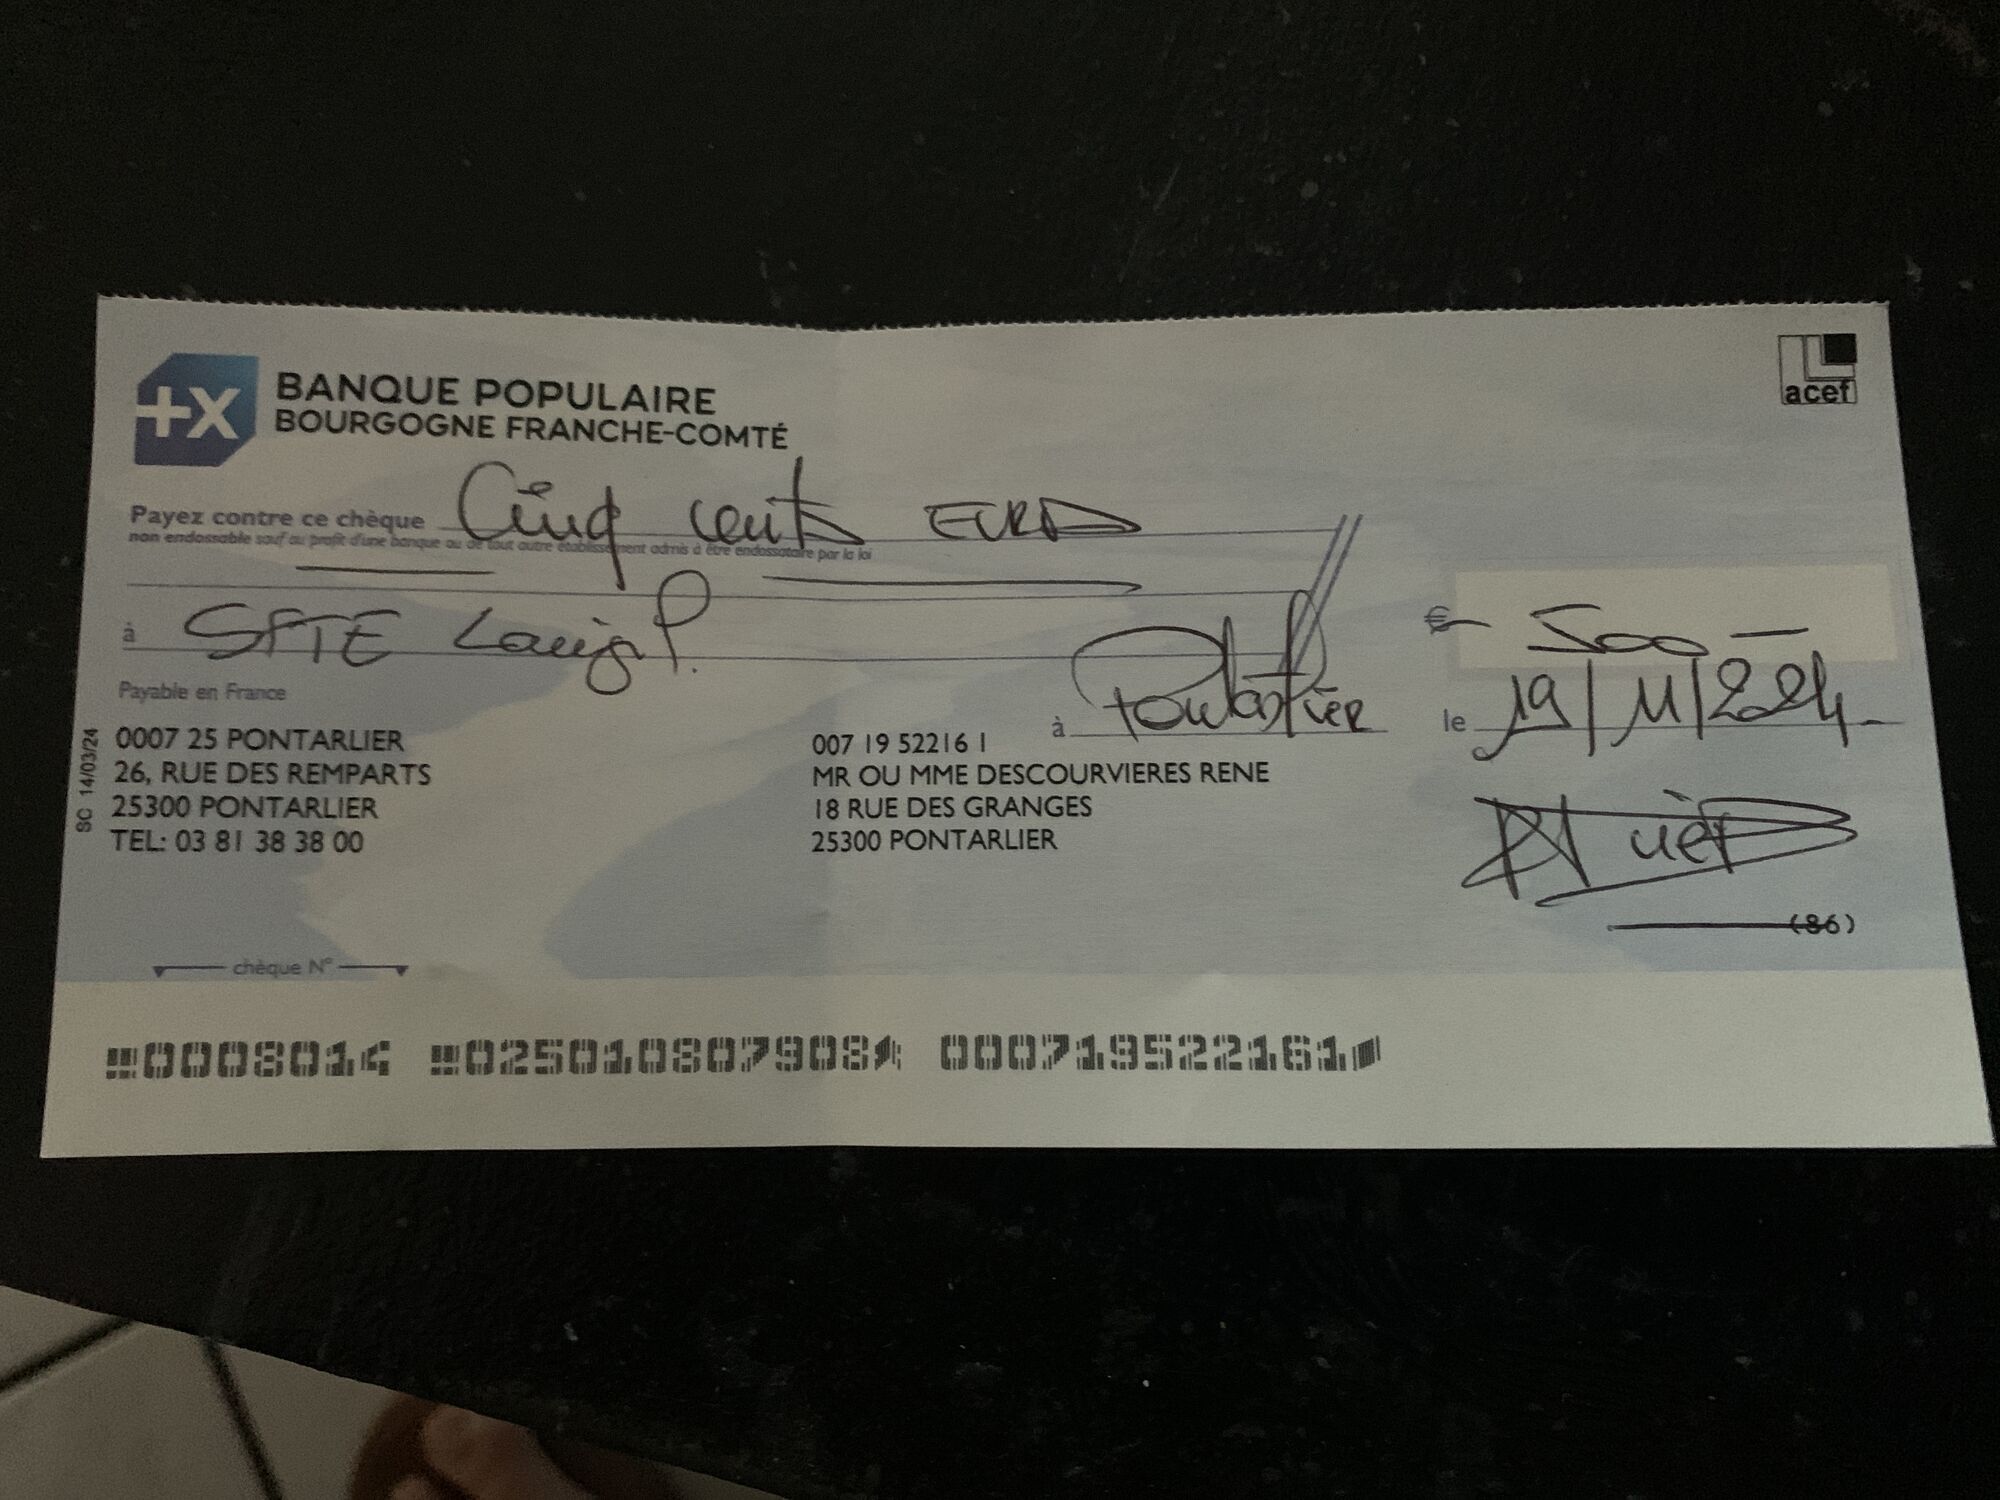 +X
BANQUE POPULAIRE
BOURGOGNE FRANCHE-COMTÉ
acef
Payez contre ce chèque Cinq cents EUROS
non endossable sauf au profit d'une banque ou de tout autre établissement admis à être endossataire par la loi
€ 500
à
Payable en France
à Pontarlier
le 19/11/2024
SC 14/03/24
0007 25 PONTARLIER
26, RUE DES REMPARTS
25300 PONTARLIER
TEL: 03 81 38 38 00
007 19 52216 1
MR OU MME DESCOURVIERES RENE
18 RUE DES GRANGES
25300 PONTARLIER
(86)
chèque N°
0008014 025010807908 000719522161